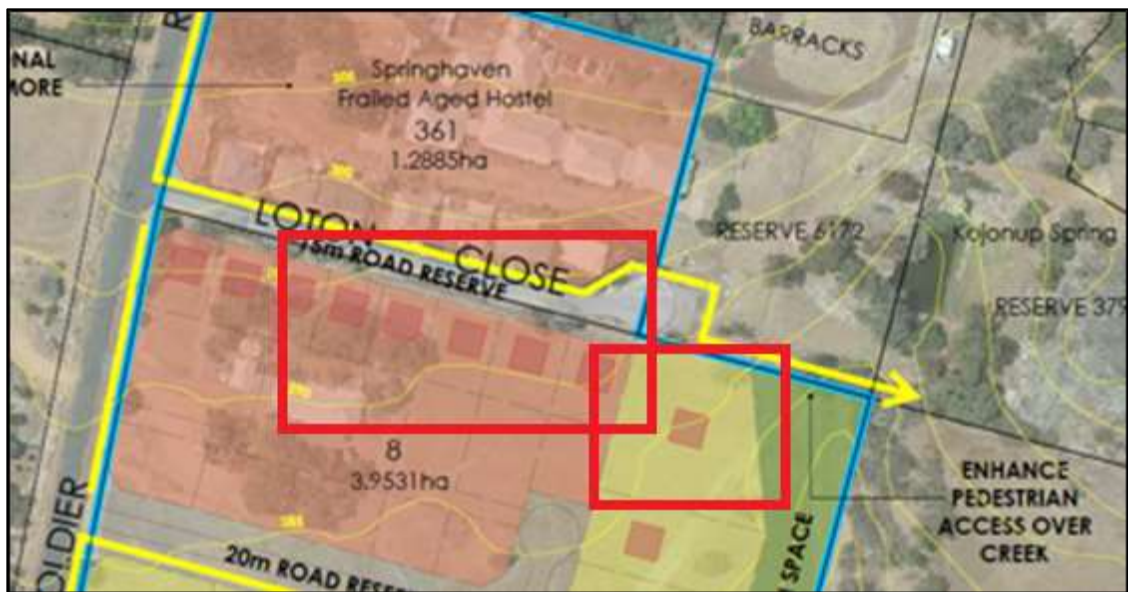 BARRACKS
NAL
MORE
Springhaven
Frailed Aged Hostel
361
1.2885ha
LOTON CLOSE
15m ROAD RESERVE
RESERVE 6172
Kojonup Spring
RESERVE 379
8
3.9531ha
ENHANCE
PEDESTRIAN
ACCESS OVER
CREEK
OLDIER
20m ROAD RESER
SPACE